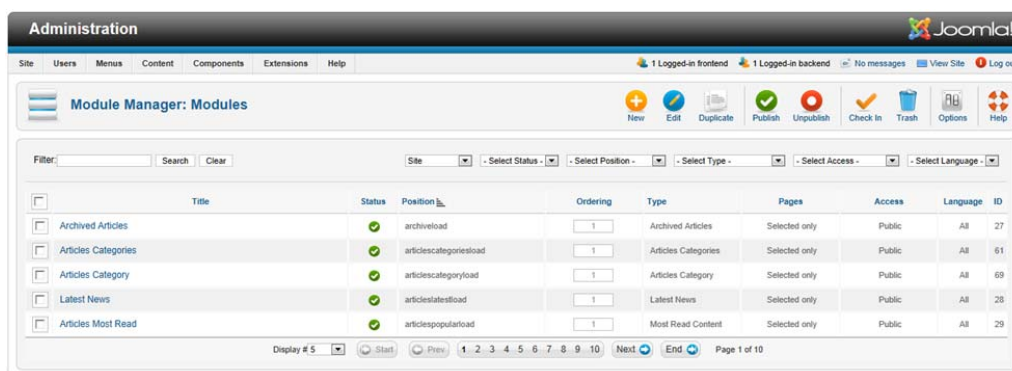 Administration
Joomla!
Site Users Menus Content Components Extensions Help 1 Logged-in frontend 1 Logged-in backend No messages View Site Log ou
Module Manager: Modules
New Edit Duplicate Publish Unpublish Check In Trash Options Help
Filter: Search Clear Site - Select Status - - Select Position - - Select Type - - Select Access - - Select Language -
Title Status Position Ordering Type Pages Access Language ID
Archived Articles archiveload 1 Archived Articles Selected only Public All 27
Articles Categories articlescategoriesload 1 Articles Categories Selected only Public All 61
Articles Category articlescategoryload 1 Articles Category Selected only Public All 69
Latest News articleslatestload 1 Latest News Selected only Public All 28
Articles Most Read articlespopularload 1 Most Read Content Selected only Public All 29
Display # 5 Start Prev 1 2 3 4 5 6 7 8 9 10 Next End Page 1 of 10